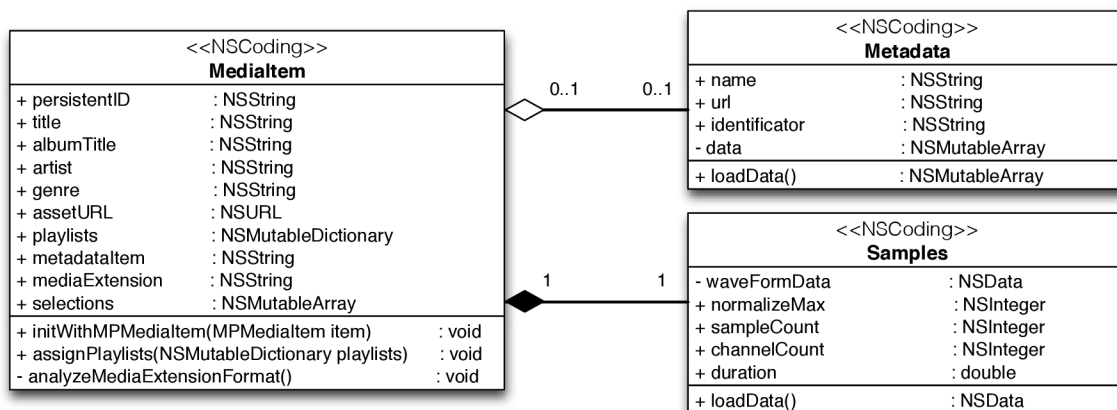 <<NSCoding>>
MediaItem
+ persistentID : NSString
+ title : NSString
+ albumTitle : NSString
+ artist : NSString
+ genre : NSString
+ assetURL : NSURL
+ playlists : NSMutableDictionary
+ metadataItem : NSString
+ mediaExtension : NSString
+ selections : NSMutableArray
+ initWithMPMediaItem(MPMediaItem item) : void
+ assignPlaylists(NSMutableDictionary playlists) : void
- analyzeMediaExtensionFormat() : void
0..1 0..1
1 1
<<NSCoding>>
Metadata
+ name : NSString
+ url : NSString
+ identificator : NSString
- data : NSMutableArray
+ loadData() : NSMutableArray
<<NSCoding>>
Samples
- waveFormData : NSData
+ normalizeMax : NSInteger
+ sampleCount : NSInteger
+ channelCount : NSInteger
+ duration : double
+ loadData() : NSData